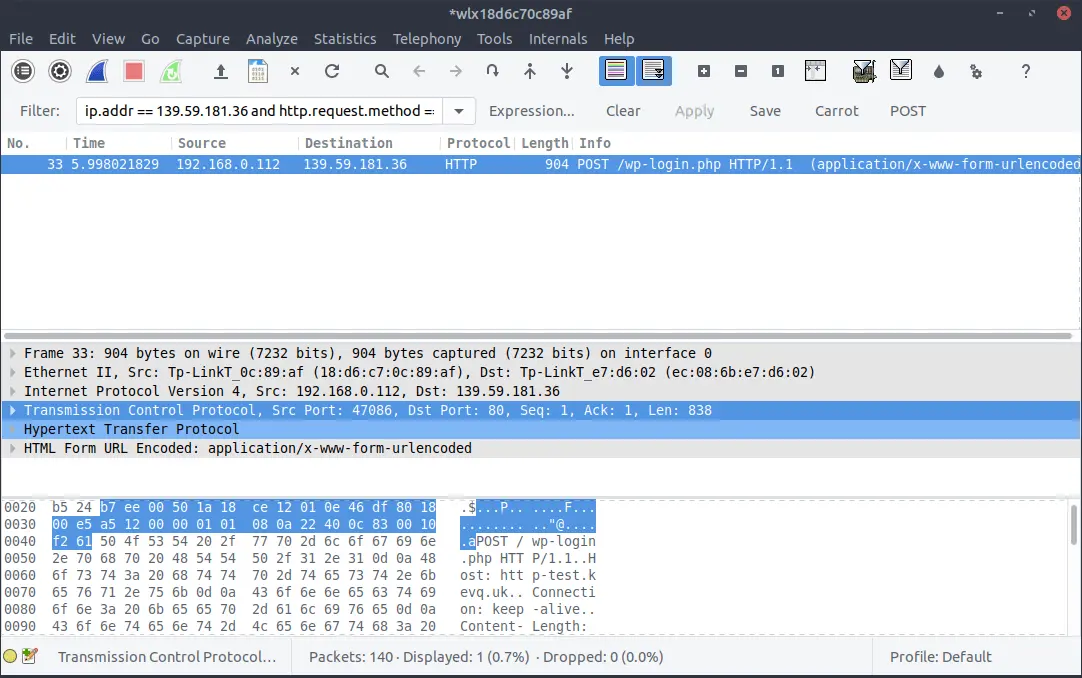 *wlx18d6c70c89af
File Edit View Go Capture Analyze Statistics Telephony Tools Internals Help
Filter: ip.addr == 139.59.181.36 and http.request.method == Expression... Clear Apply Save Carrot POST
No. Time Source Destination Protocol Length Info
33 5.998021829 192.168.0.112 139.59.181.36 HTTP 904 POST /wp-login.php HTTP/1.1 (application/x-www-form-urlencoded
Frame 33: 904 bytes on wire (7232 bits), 904 bytes captured (7232 bits) on interface 0
Ethernet II, Src: Tp-LinkT_0c:89:af (18:d6:c7:0c:89:af), Dst: Tp-LinkT_e7:d6:02 (ec:08:6b:e7:d6:02)
Internet Protocol Version 4, Src: 192.168.0.112, Dst: 139.59.181.36
Transmission Control Protocol, Src Port: 47086, Dst Port: 80, Seq: 1, Ack: 1, Len: 838
Hypertext Transfer Protocol
HTML Form URL Encoded: application/x-www-form-urlencoded
0020 b5 24 b7 ee 00 50 1a 18 ce 12 01 0e 46 df 80 18 .$...P.. ....F...
0030 00 e5 a5 12 00 00 01 01 08 0a 22 40 0c 83 00 10 ........ .."@....
0040 f2 61 50 4f 53 54 20 2f 77 70 2d 6c 6f 67 69 6e .aPOST / wp-login
0050 2e 70 68 70 20 48 54 54 50 2f 31 2e 31 0d 0a 48 .php HTT P/1.1..H
0060 6f 73 74 3a 20 68 74 74 70 2d 74 65 73 74 2e 6b ost: htt p-test.k
0070 65 76 71 2e 75 6b 0d 0a 43 6f 6e 6e 65 63 74 69 evq.uk.. Connecti
0080 6f 6e 3a 20 6b 65 65 70 2d 61 6c 69 76 65 0d 0a on: keep -alive..
0090 43 6f 6e 74 65 6e 74 2d 4c 65 6e 67 74 68 3a 20 Content- Length:
Transmission Control Protocol... Packets: 140 · Displayed: 1 (0.7%) · Dropped: 0 (0.0%) Profile: Default